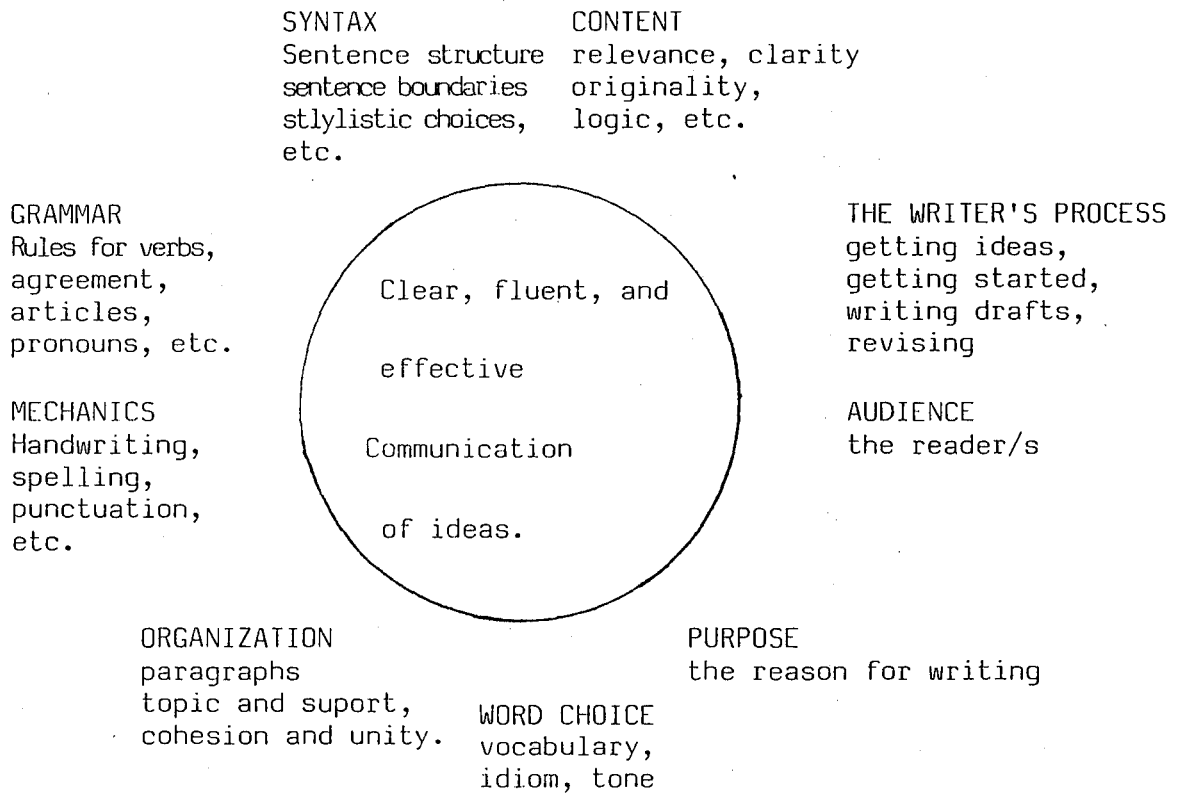 SYNTAX
Sentence structure
sentence boundaries
stlylistic choices,
etc.
CONTENT
relevance, clarity
originality,
logic, etc.
GRAMMAR
Rules for verbs,
agreement,
articles,
pronouns, etc.
THE WRITER'S PROCESS
getting ideas,
getting started,
writing drafts,
revising
Clear, fluent, and
effective
Communication
of ideas.
MECHANICS
Handwriting,
spelling,
punctuation,
etc.
AUDIENCE
the reader/s
ORGANIZATION
paragraphs
topic and suport,
cohesion and unity.
PURPOSE
the reason for writing
WORD CHOICE
vocabulary,
idiom, tone